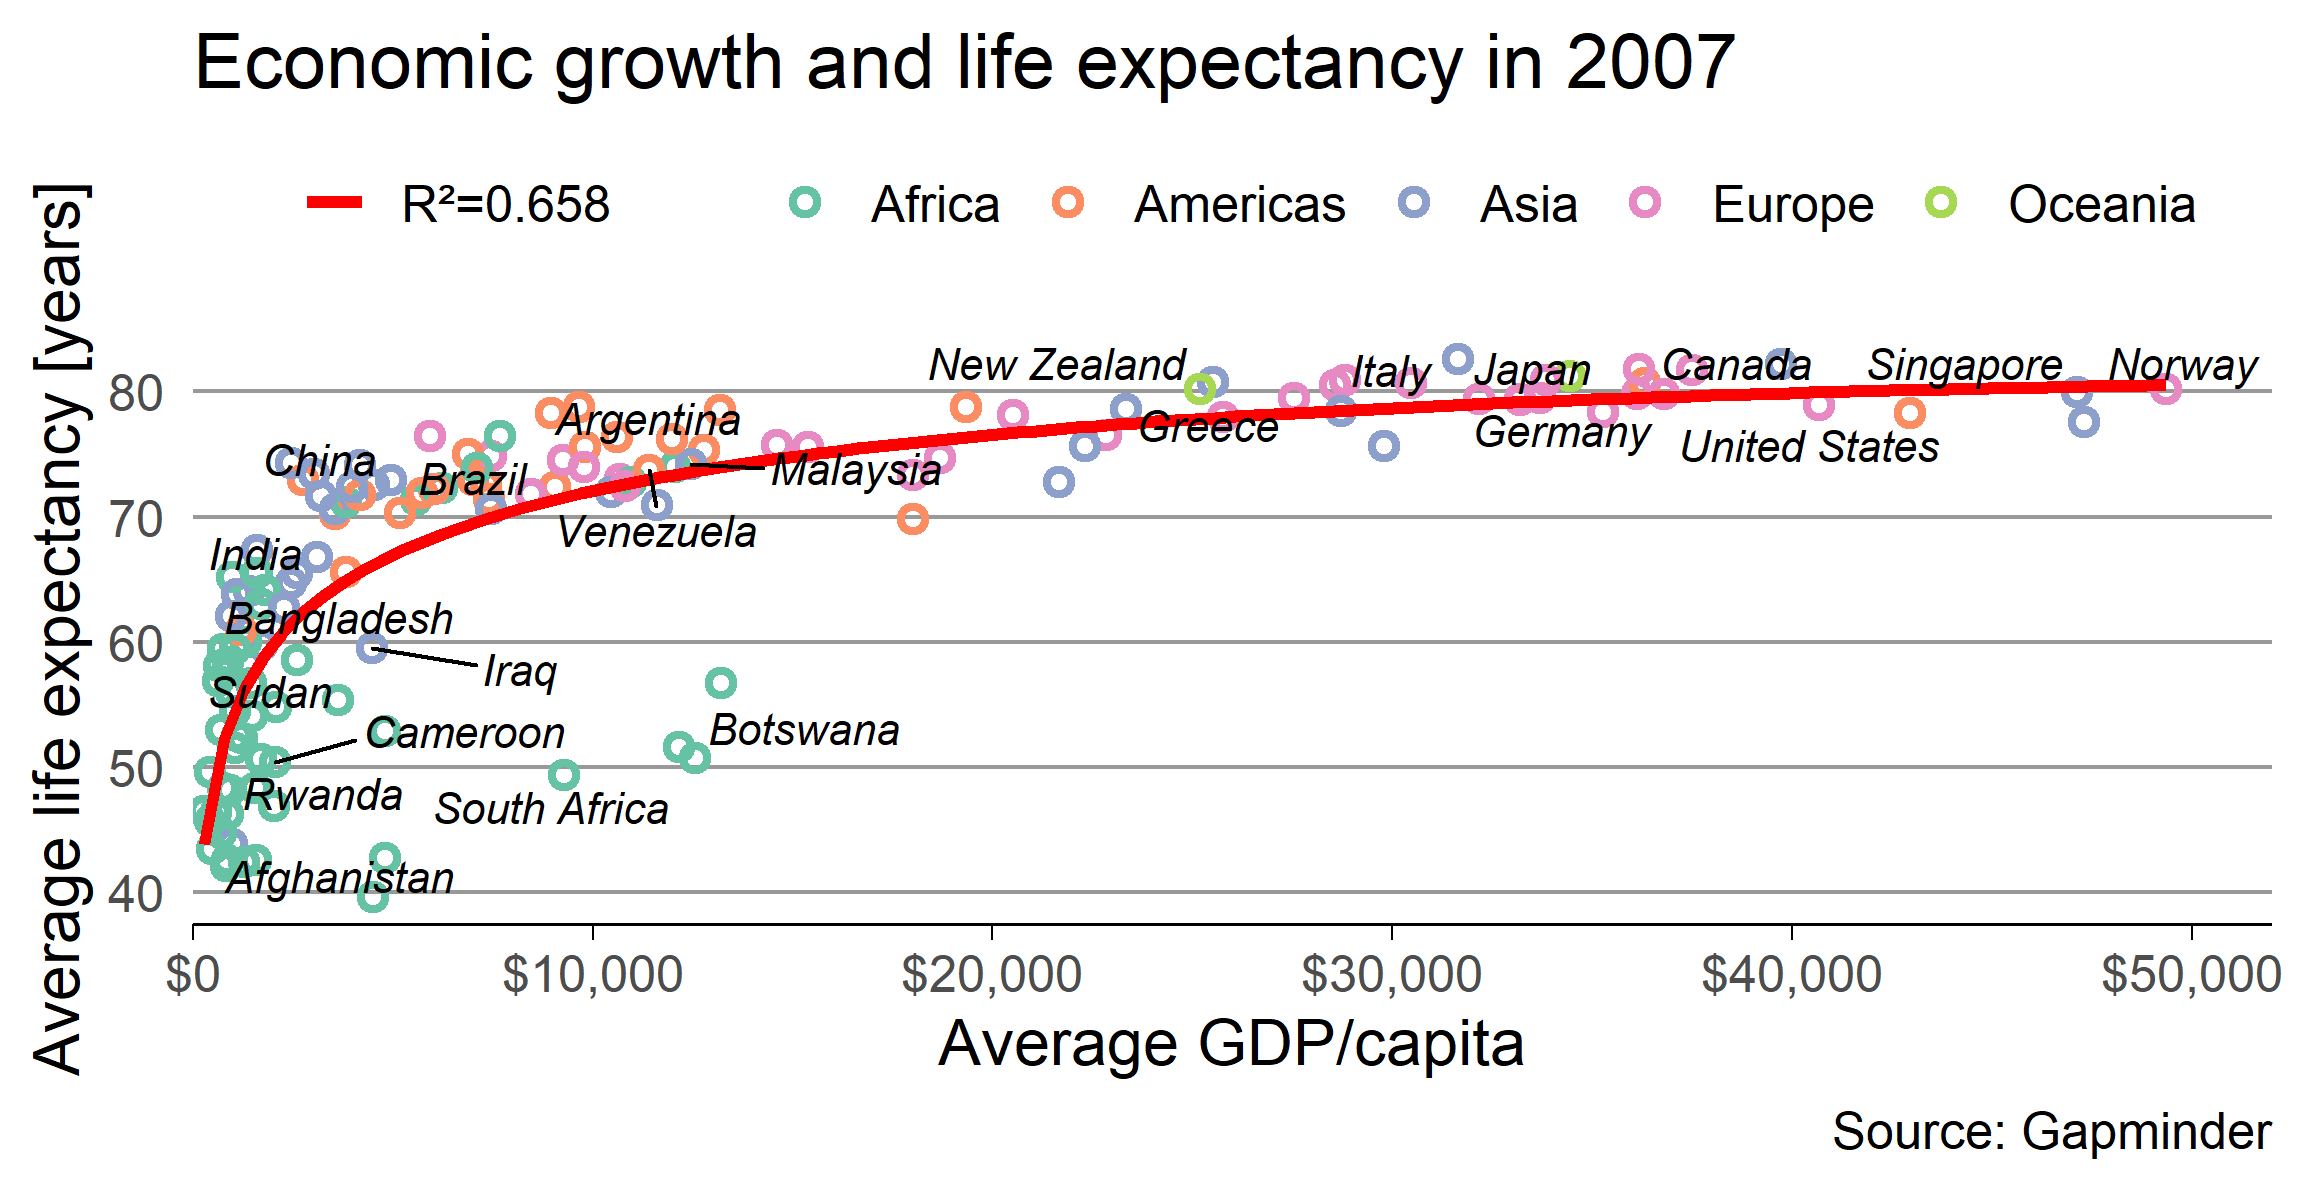 Economic growth and life expectancy in 2007
R²=0.658 Africa Americas Asia Europe Oceania
Average life expectancy [years]
80
70
60
50
40
New Zealand
Italy
Japan
Canada
Singapore
Norway
Argentina
Greece
Germany
United States
China
Brazil
Malaysia
Venezuela
India
Bangladesh
Iraq
Sudan
Cameroon
Botswana
Rwanda
South Africa
Afghanistan
$0 $10,000 $20,000 $30,000 $40,000 $50,000
Average GDP/capita
Source: Gapminder